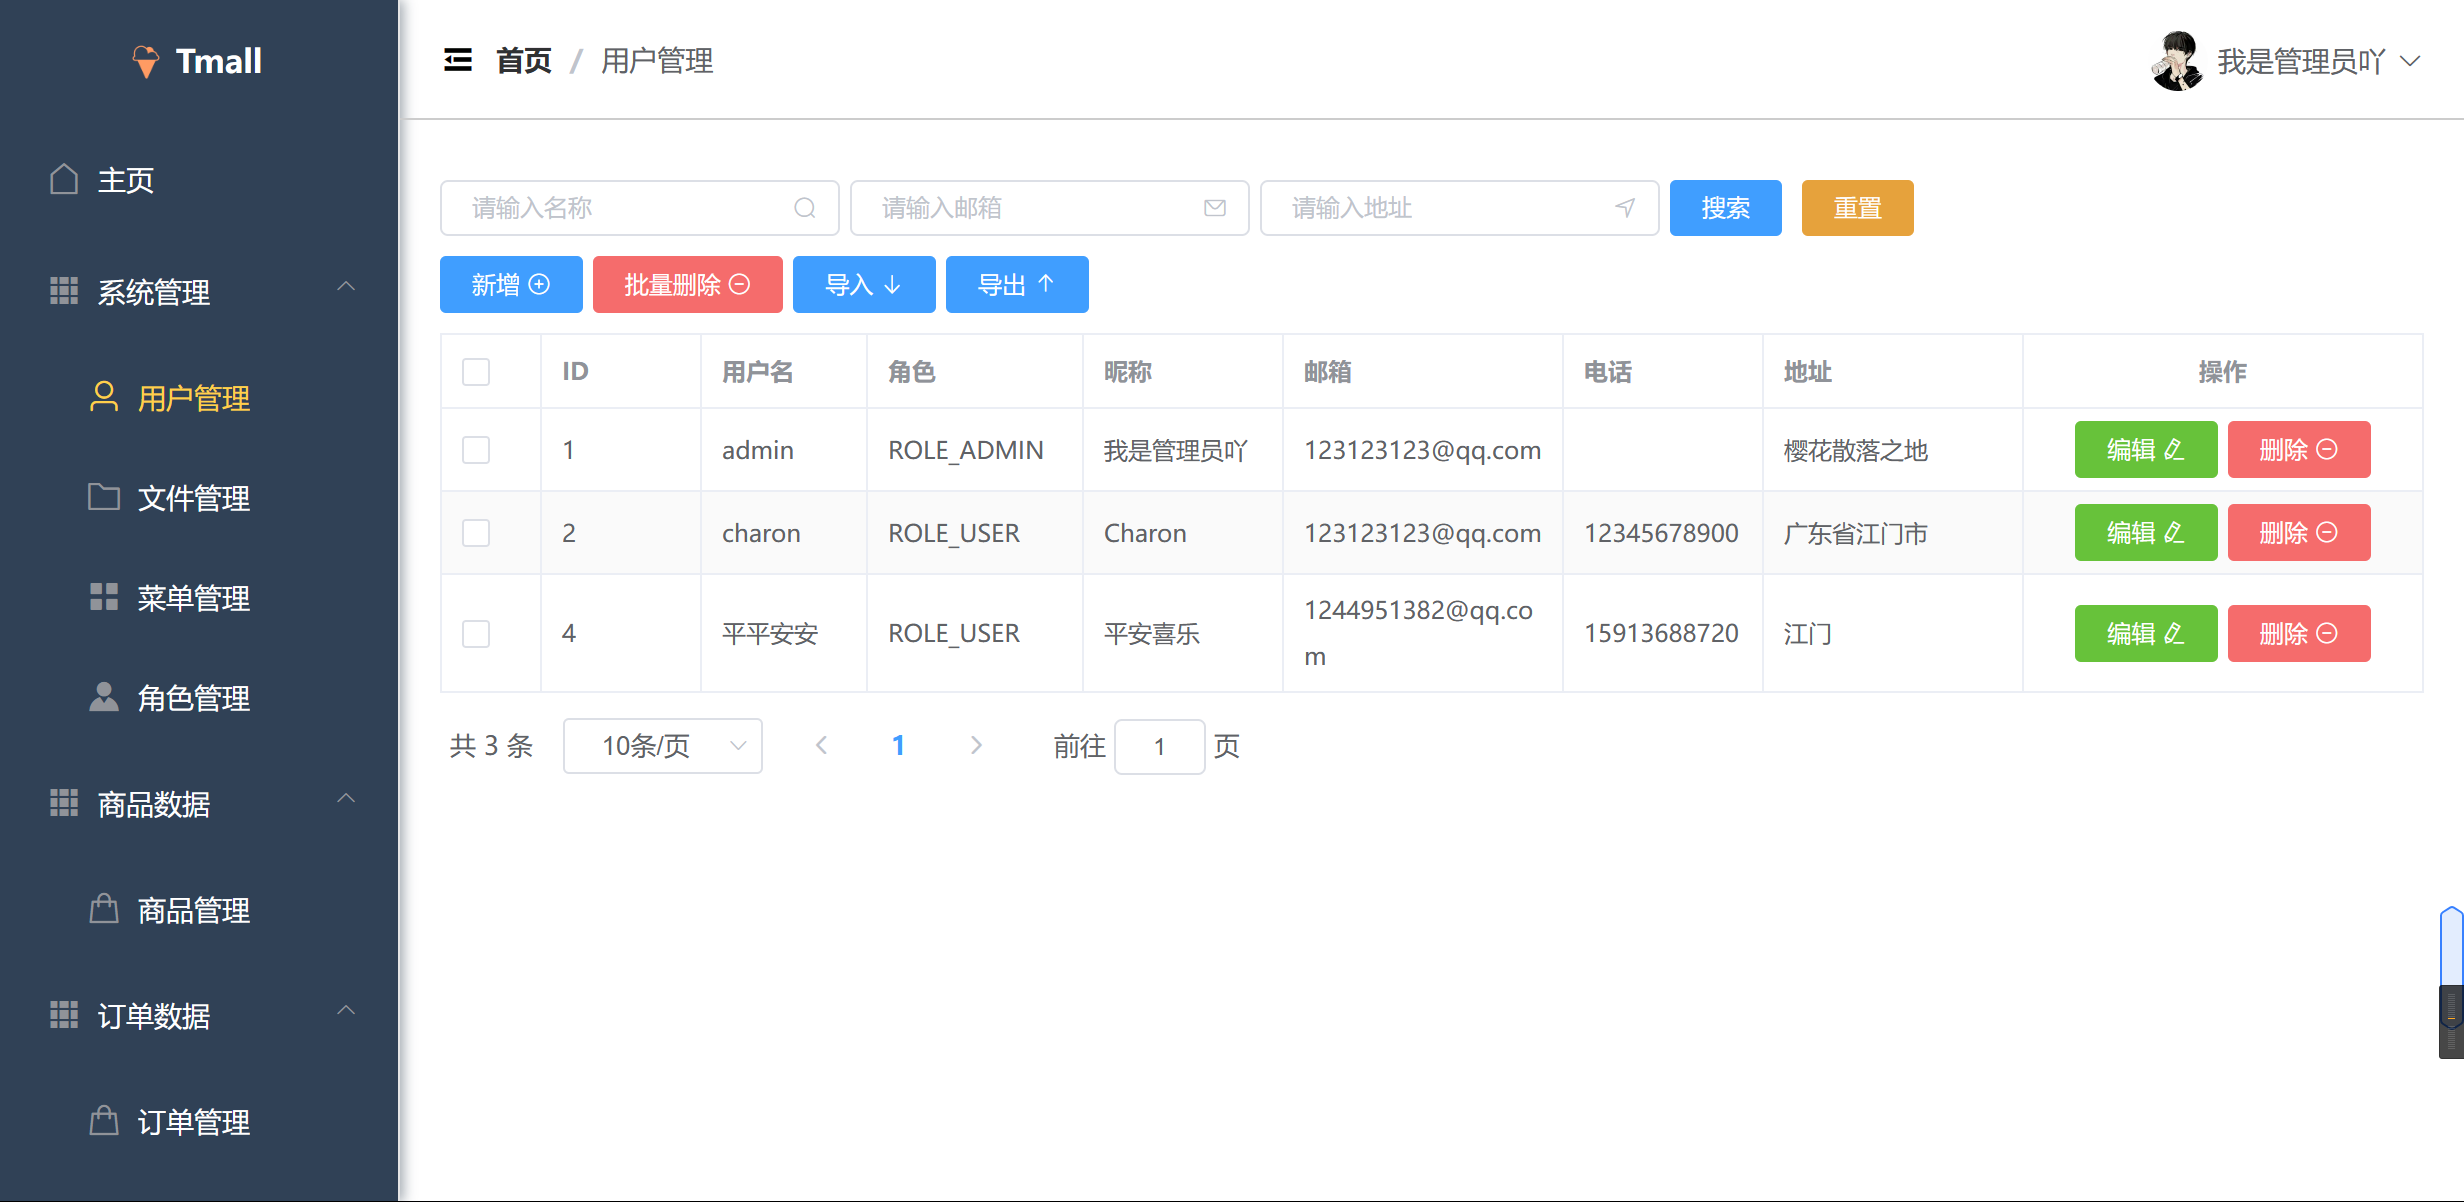 Tmall
主页
系统管理
用户管理
文件管理
菜单管理
角色管理
商品数据
商品管理
订单数据
订单管理
首页 / 用户管理
我是管理员吖
请输入名称 请输入邮箱 请输入地址 搜索 重置
新增 批量删除 导入 导出
ID 用户名 角色 昵称 邮箱 电话 地址 操作
1 admin ROLE_ADMIN 我是管理员吖 123123123@qq.com 樱花散落之地 编辑 删除
2 charon ROLE_USER Charon 123123123@qq.com 12345678900 广东省江门市 编辑 删除
4 平平安安 ROLE_USER 平安喜乐 1244951382@qq.co
m 15913688720 江门 编辑 删除
共 3 条 10条/页 1 前往 1 页